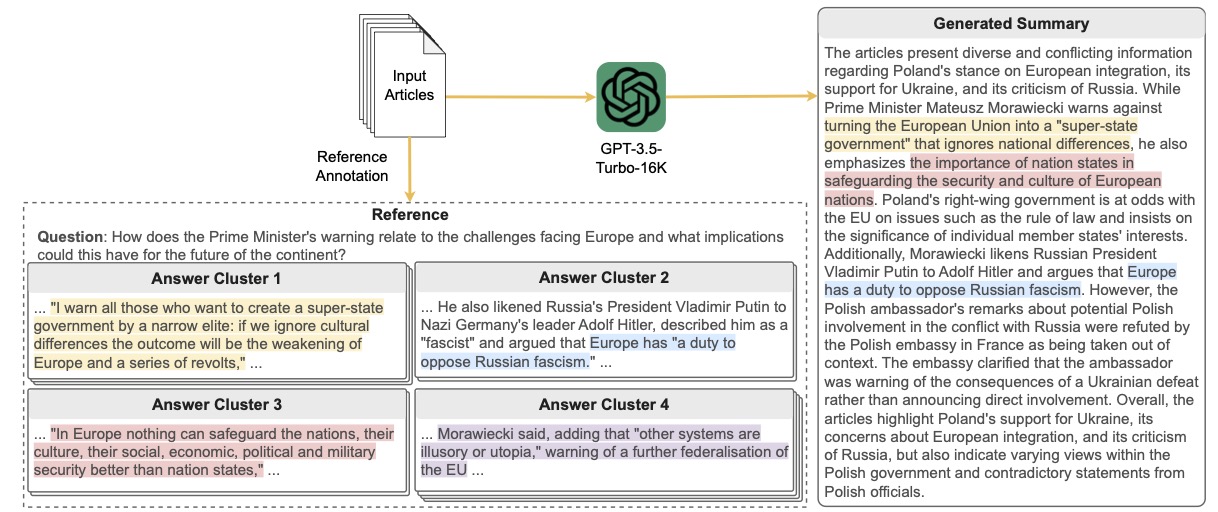 Input
Articles
GPT-3.5-
Turbo-16K
Reference
Annotation
Reference
Question: How does the Prime Minister's warning relate to the challenges facing Europe and what implications
could this have for the future of the continent?
Answer Cluster 1
... "I warn all those who want to create a super-state
government by a narrow elite: if we ignore cultural
differences the outcome will be the weakening of
Europe and a series of revolts," ...
Answer Cluster 2
... He also likened Russia's President Vladimir Putin to
Nazi Germany's leader Adolf Hitler, described him as a
"fascist" and argued that Europe has "a duty to
oppose Russian fascism." ...
Answer Cluster 3
... "In Europe nothing can safeguard the nations, their
culture, their social, economic, political and military
security better than nation states," ...
Answer Cluster 4
... Morawiecki said, adding that "other systems are
illusory or utopia," warning of a further federalisation of
the EU ...
Generated Summary
The articles present diverse and conflicting information
regarding Poland's stance on European integration, its
support for Ukraine, and its criticism of Russia. While
Prime Minister Mateusz Morawiecki warns against
turning the European Union into a "super-state
government" that ignores national differences, he also
emphasizes the importance of nation states in
safeguarding the security and culture of European
nations. Poland's right-wing government is at odds with
the EU on issues such as the rule of law and insists on
the significance of individual member states' interests.
Additionally, Morawiecki likens Russian President
Vladimir Putin to Adolf Hitler and argues that Europe
has a duty to oppose Russian fascism. However, the
Polish ambassador's remarks about potential Polish
involvement in the conflict with Russia were refuted by
the Polish embassy in France as being taken out of
context. The embassy clarified that the ambassador
was warning of the consequences of a Ukrainian defeat
rather than announcing direct involvement. Overall, the
articles highlight Poland's support for Ukraine, its
concerns about European integration, and its criticism
of Russia, but also indicate varying views within the
Polish government and contradictory statements from
Polish officials.